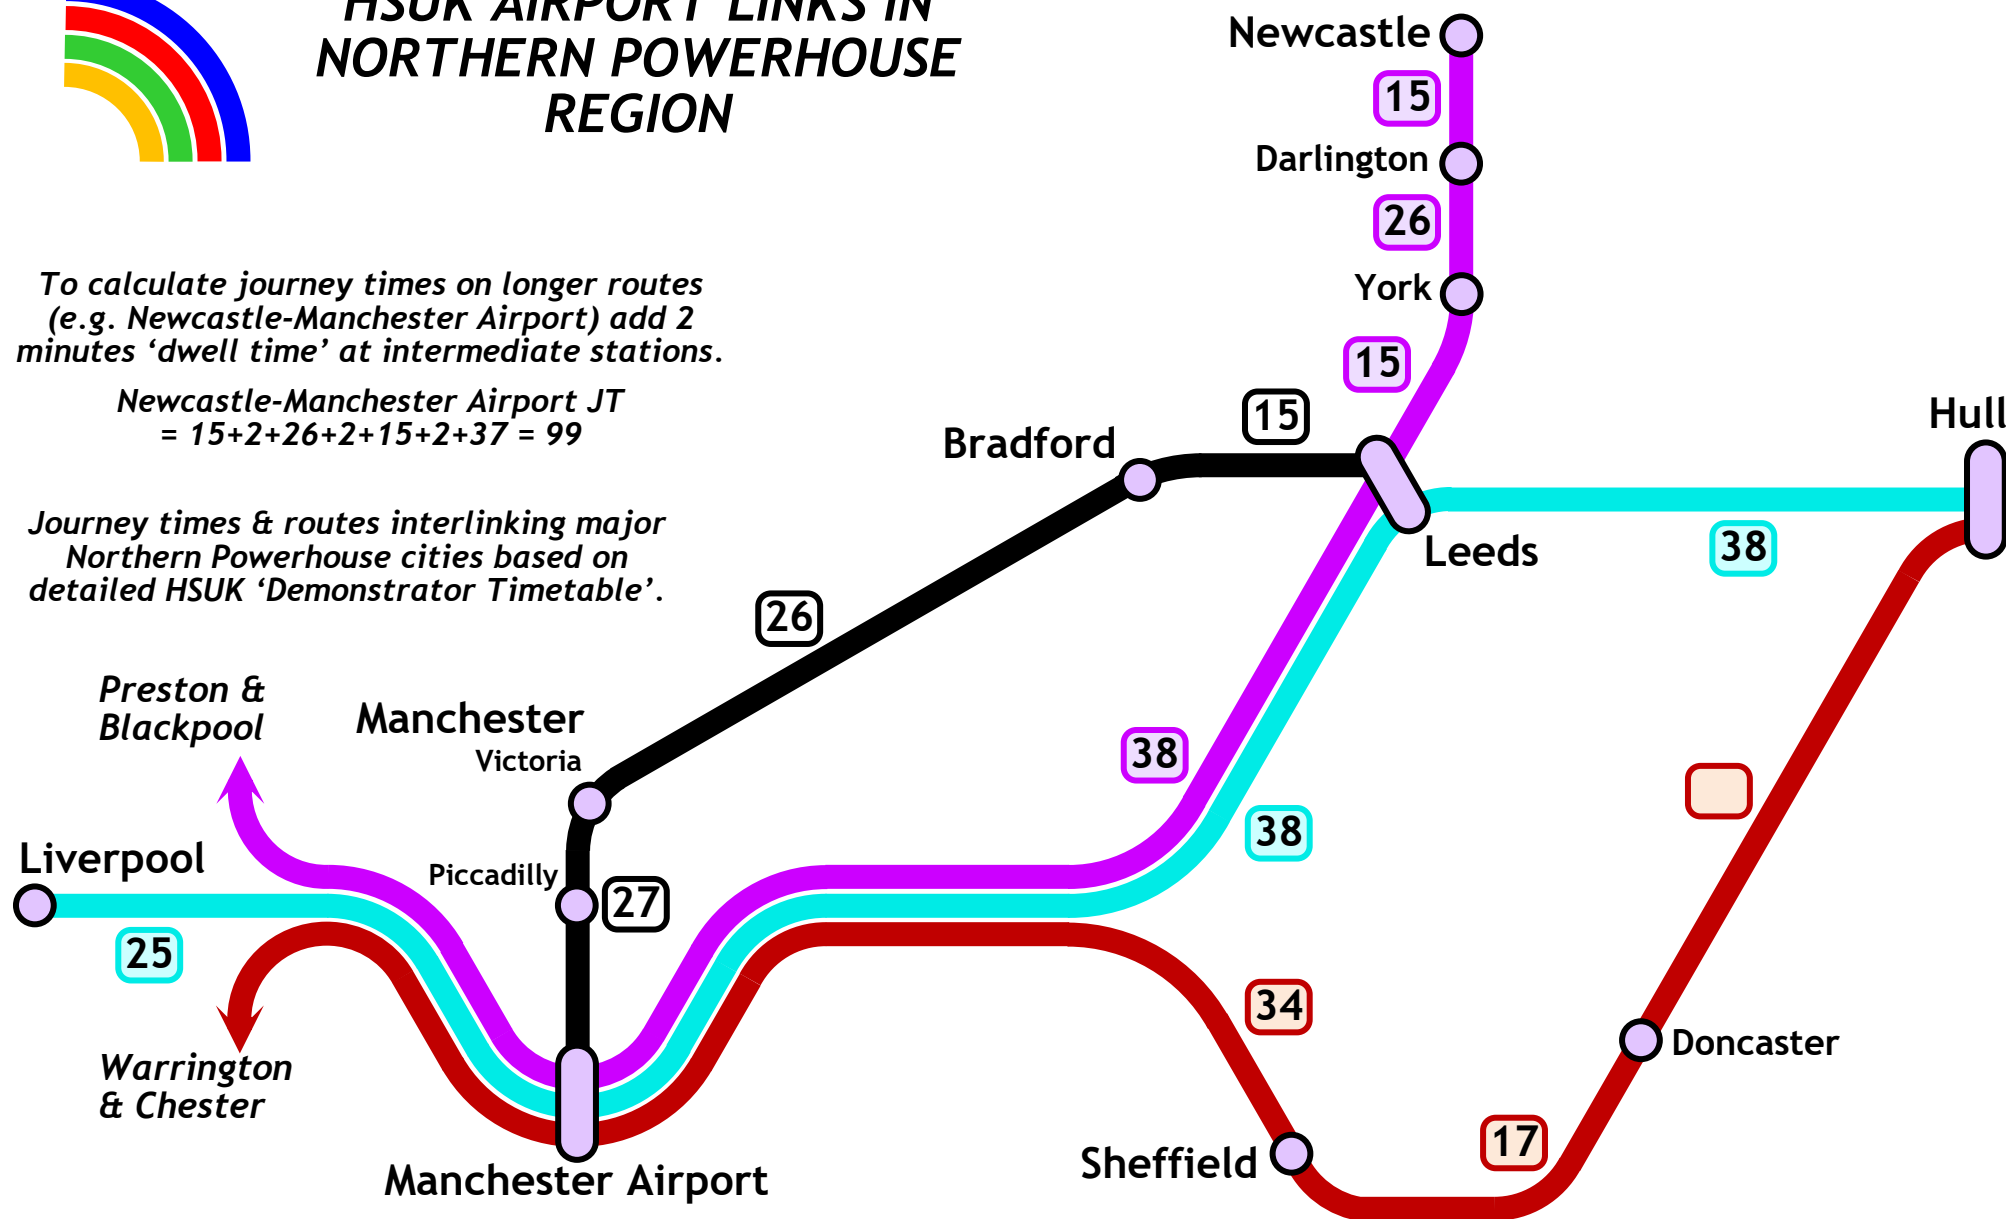 HSUK AIRPORT LINKS IN
NORTHERN POWERHOUSE
REGION
To calculate journey times on longer routes
(e.g. Newcastle-Manchester Airport) add 2
minutes ‘dwell time’ at intermediate stations.
Newcastle-Manchester Airport JT
= 15+2+26+2+15+2+37 = 99
Journey times & routes interlinking major
Northern Powerhouse cities based on
detailed HSUK ‘Demonstrator Timetable’.
Newcastle
15
Darlington
26
York
15
15
Bradford
Hull
Leeds
38
26
Preston &
Blackpool
Manchester
Victoria
38
38
Liverpool
Piccadilly
27
25
34
Warrington
& Chester
Doncaster
17
Sheffield
Manchester Airport